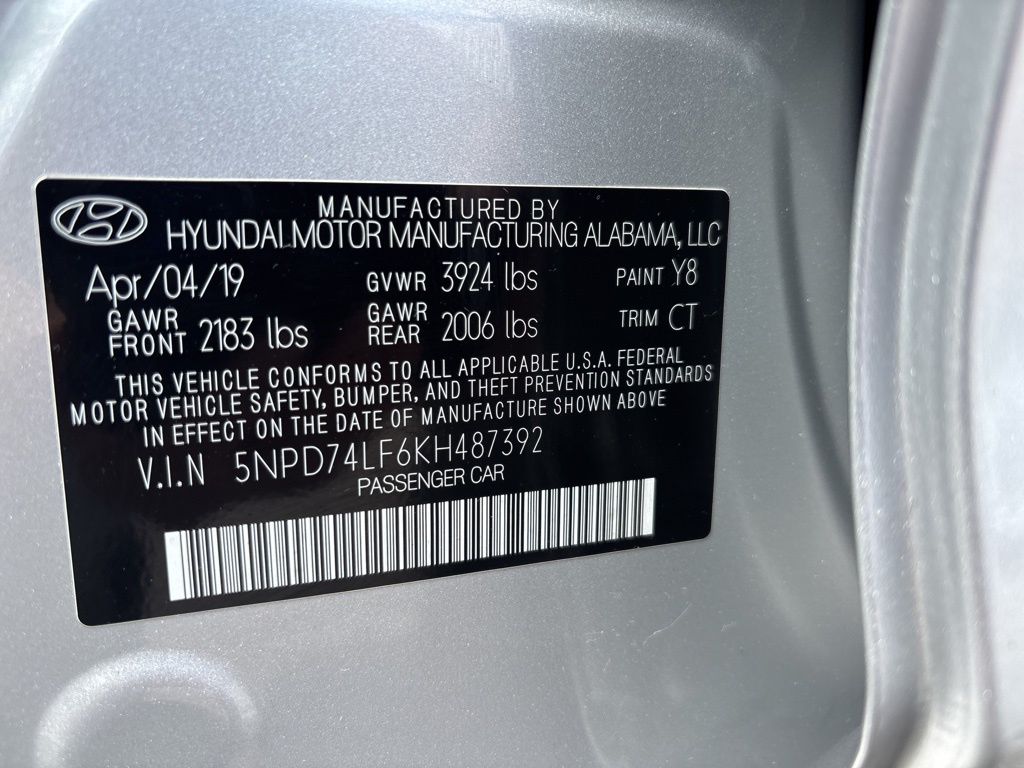 MANUFACTURED BY
HYUNDAI MOTOR MANUFACTURING ALABAMA, LLC
Apr/04/19 GVWR 3924 lbs PAINT Y8
GAWR FRONT 2183 lbs GAWR REAR 2006 lbs TRIM CT
THIS VEHICLE CONFORMS TO ALL APPLICABLE U.S.A. FEDERAL
MOTOR VEHICLE SAFETY, BUMPER, AND THEFT PREVENTION STANDARDS
IN EFFECT ON THE DATE OF MANUFACTURE SHOWN ABOVE
V.I.N 5NPD74LF6KH487392
PASSENGER CAR